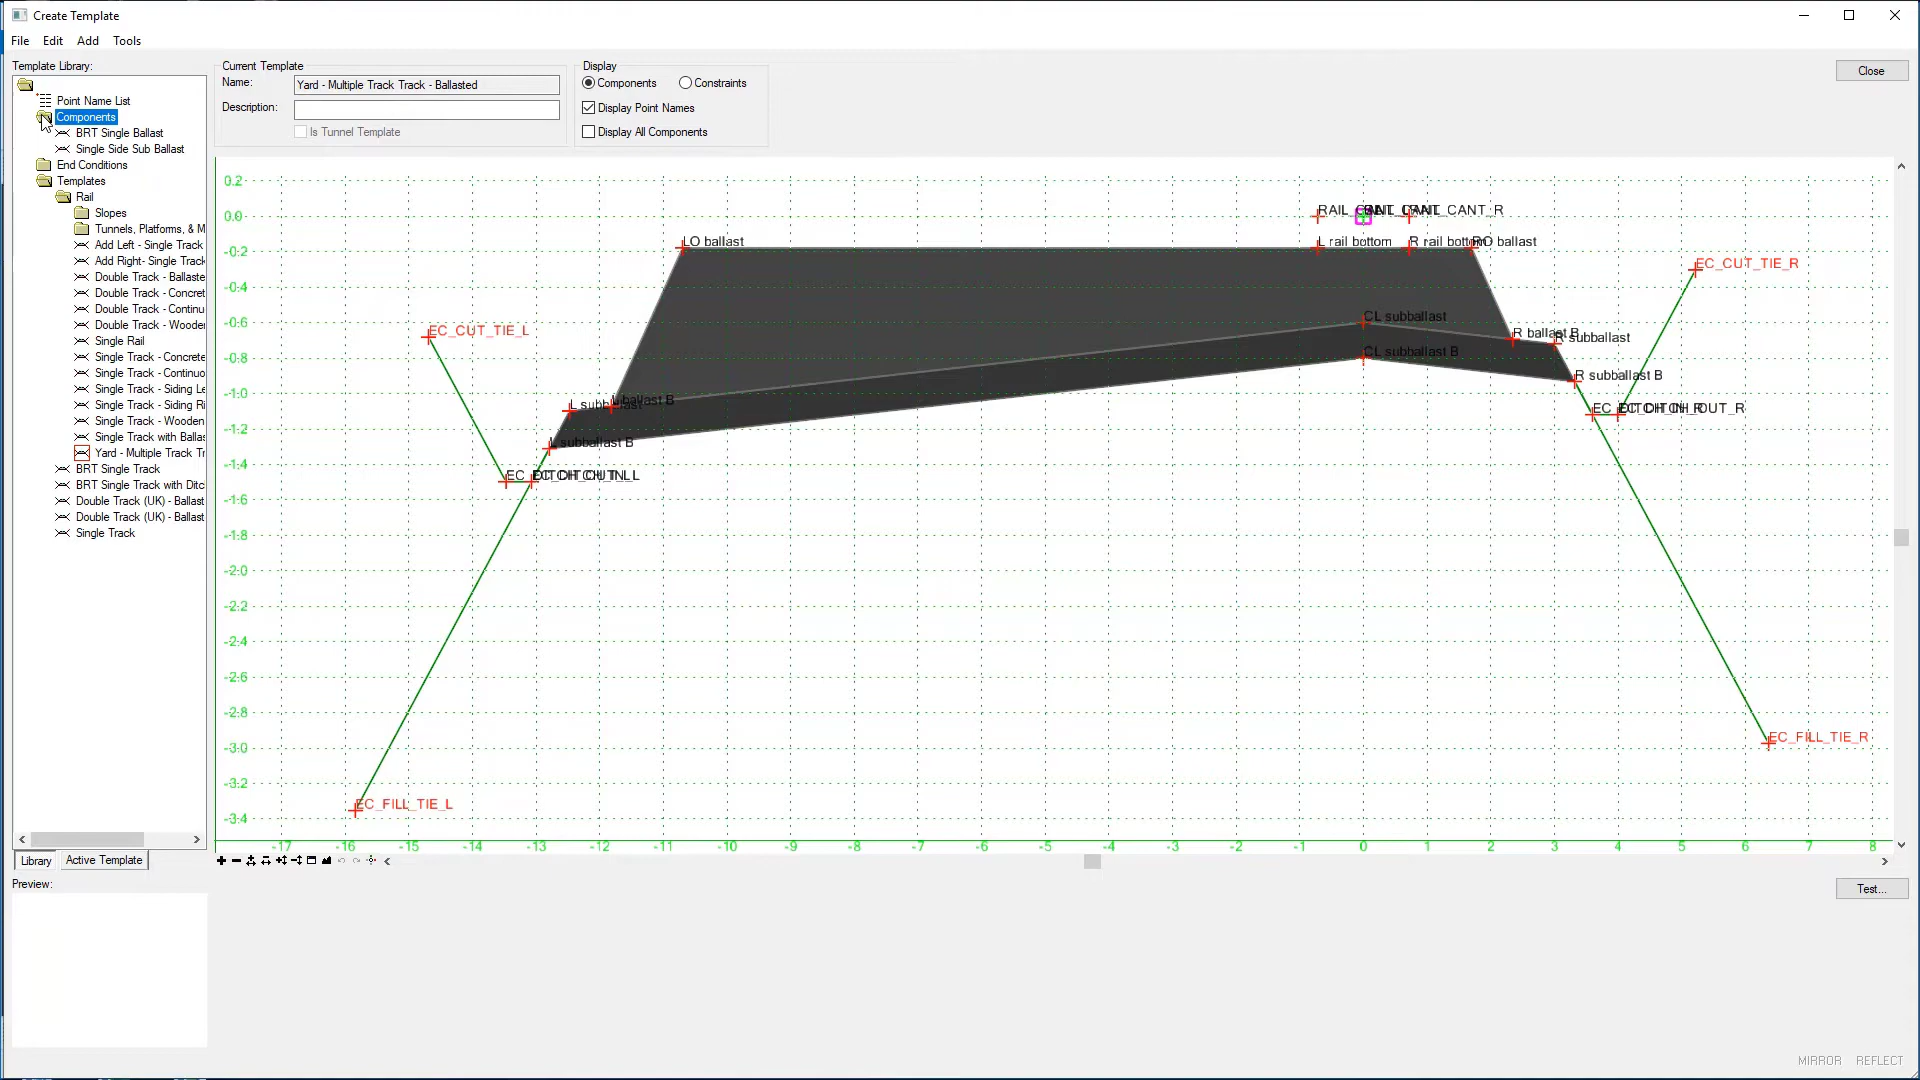 Create Template
File Edit Add Tools
Template Library:
Point Name List
Components
BRT Single Ballast
Single Side Sub Ballast
End Conditions
Templates
Rail
Slopes
Tunnels, Platforms, & M
Add Left - Single Track
Add Right- Single Track
Double Track - Ballaste
Double Track - Concret
Double Track - Continu
Double Track - Wooder
Single Rail
Single Track - Concrete
Single Track - Continuo
Single Track - Siding Le
Single Track - Siding Ri
Single Track - Wooden
Single Track with Ballas
Yard - Multiple Track Tr
BRT Single Track
BRT Single Track with Ditc
Double Track (UK) - Ballast
Double Track (UK) - Ballast
Single Track
Library Active Template
Preview:
Current Template
Name: Yard - Multiple Track Track - Ballasted
Description:
Is Tunnel Template
Display
Components Constraints
Display Point Names
Display All Components
Close
0.2
0.0
-0.2
-0.4
-0.6
-0.8
-1.0
-1.2
-1.4
-1.6
-1.8
-2.0
-2.2
-2.4
-2.6
-2.8
-3.0
-3.2
-3.4
-17 -16 -15 -14 -13 -12 -11 -10 -9 -8 -7 -6 -5 -4 -3 -2 -1 0 1 2 3 4 5 6 7 8
RAIL CANT_R
LO ballast
L rail bottom
R rail bottom
RO ballast
EC_CUT_TIE_R
CL subballast
EC_CUT_TIE_L
R ballast B
R subballast
CL subballast B
R subballast B
L subballast
L ballast B
OUT_R
L subballast B
EC_FILL_TIE_R
EC_FILL_TIE_L
Test...
MIRROR REFLECT